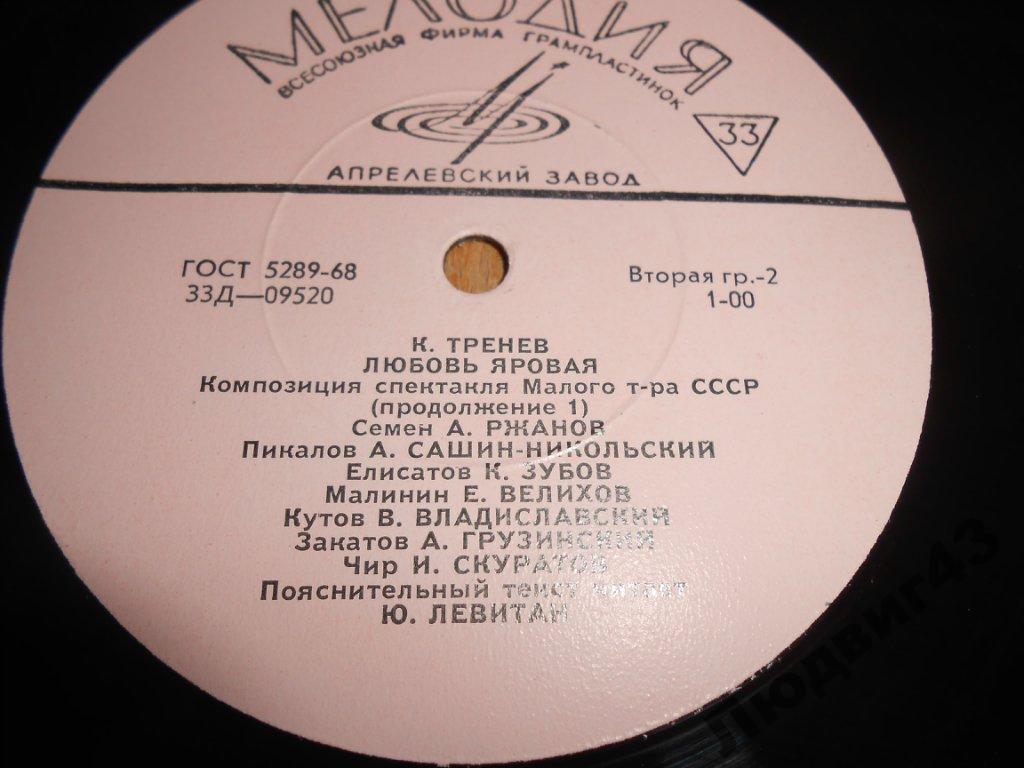 МЕЛОДИЯ
ВСЕСОЮЗНАЯ ФИРМА ГРАМПЛАСТИНОК
33
АПРЕЛЕВСКИЙ ЗАВОД
ГОСТ 5289-68
33Д—09520
Вторая гр.-2
1-00
К. ТРЕНЕВ
ЛЮБОВЬ ЯРОВАЯ
Композиция спектакля Малого т-ра СССР
(продолжение 1)
Семен А. РЖАНОВ
Пикалов А. САШИН-НИКОЛЬСКИЙ
Елисатов К. ЗУБОВ
Малинин Е. ВЕЛИХОВ
Кутов В. ВЛАДИСЛАВСКИЙ
Закатов А. ГРУЗИНСКИЙ
Чир И. СКУРАТОВ
Пояснительный текст читает
Ю. ЛЕВИТАН
Людвиг43